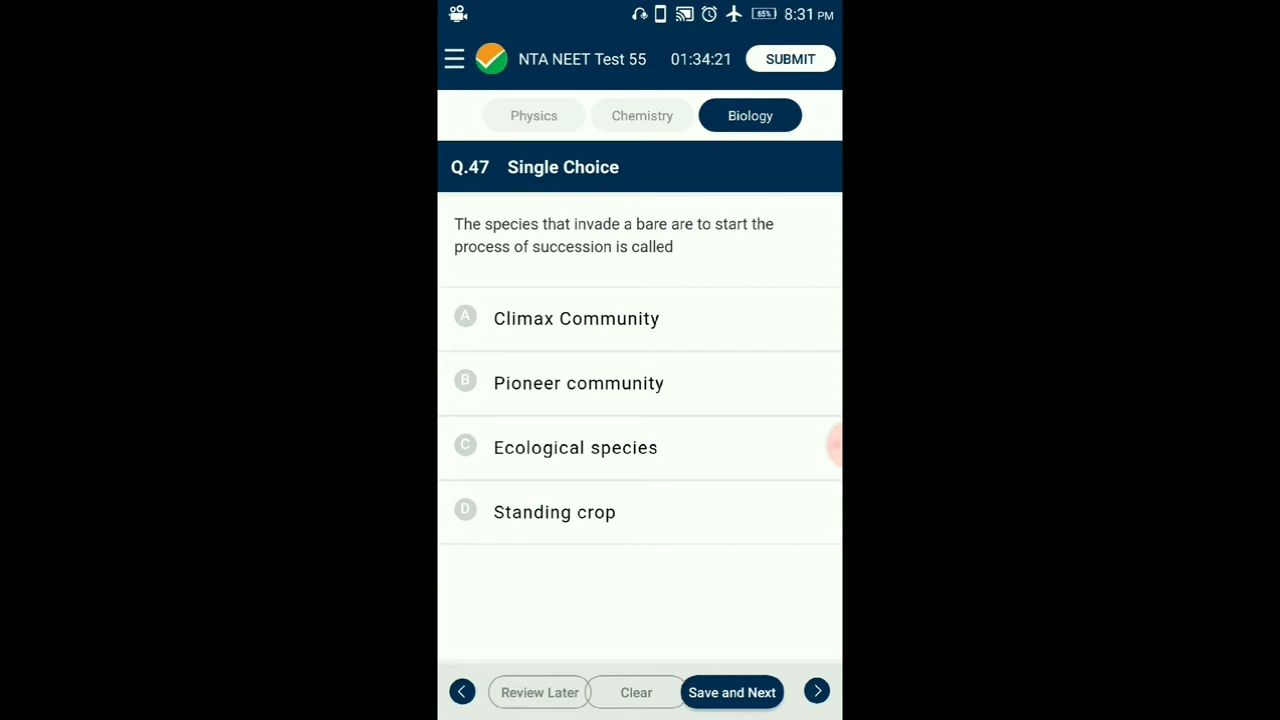 65% 8:31 PM
NTA NEET Test 55 01:34:21 SUBMIT
Physics Chemistry Biology
Q.47 Single Choice
The species that invade a bare are to start the
process of succession is called
A Climax Community
B Pioneer community
C Ecological species
D Standing crop
Review Later Clear Save and Next